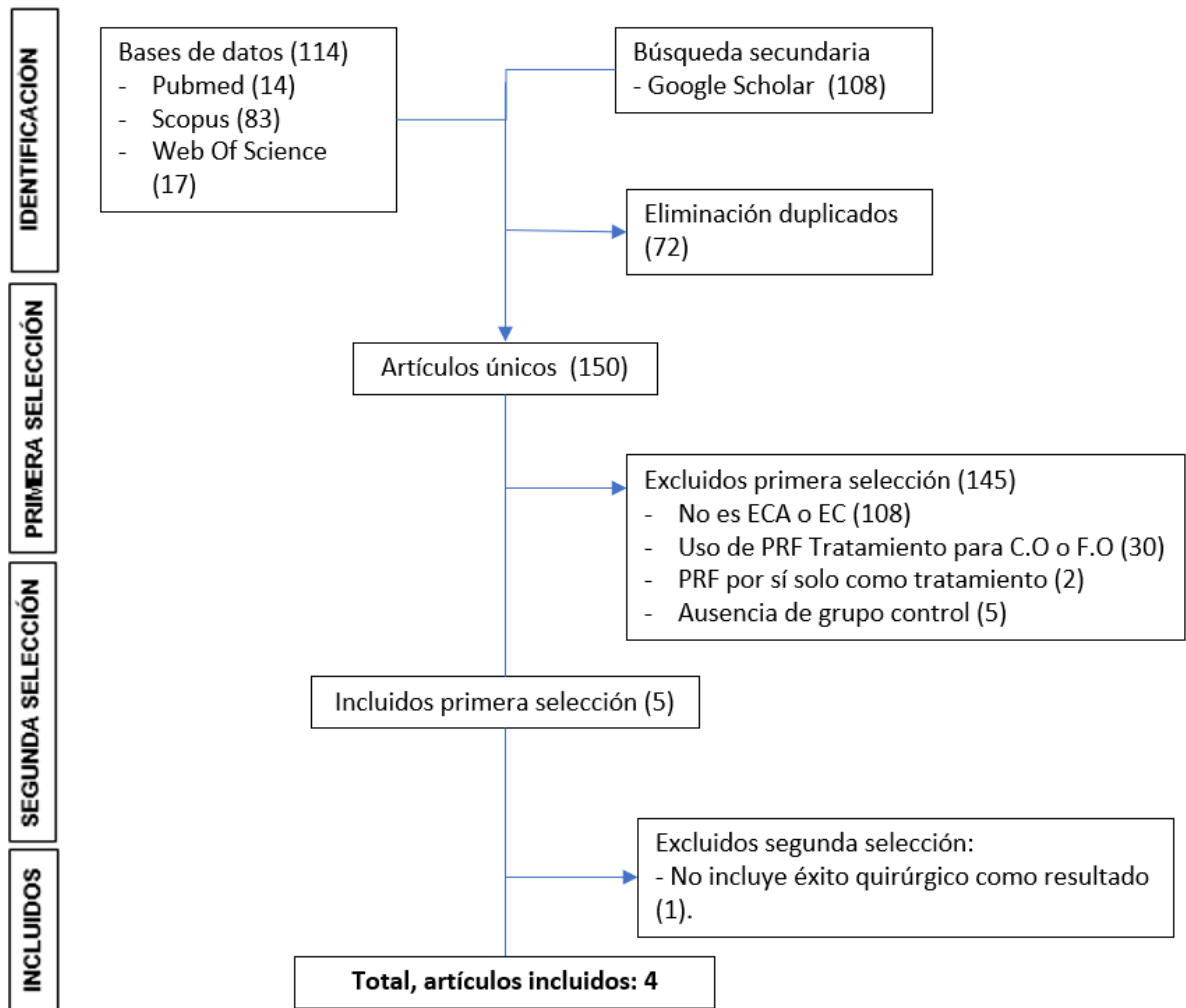 IDENTIFICACIÓN
Bases de datos (114)
- Pubmed (14)
- Scopus (83)
- Web Of Science
(17)
Búsqueda secundaria
- Google Scholar (108)
Eliminación duplicados
(72)
PRIMERA SELECCIÓN
Artículos únicos (150)
Excluidos primera selección (145)
- No es ECA o EC (108)
- Uso de PRF Tratamiento para C.O o F.O (30)
- PRF por sí solo como tratamiento (2)
- Ausencia de grupo control (5)
SEGUNDA SELECCIÓN
Incluidos primera selección (5)
Excluidos segunda selección:
- No incluye éxito quirúrgico como resultado
(1).
INCLUIDOS
Total, artículos incluidos: 4